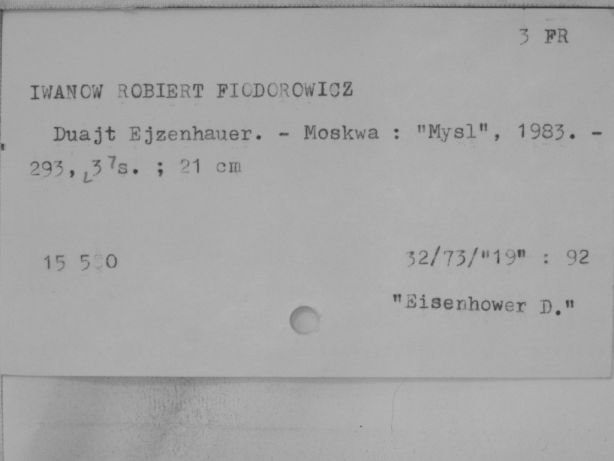 3 FR
IWANOW ROBIERT FIODOROWICZ
Duajt Ejzenhauer. - Moskwa : "Mysl", 1983. -
293, [3] s. ; 21 cm
32/73/"19" : 92
"Eisenhower D."